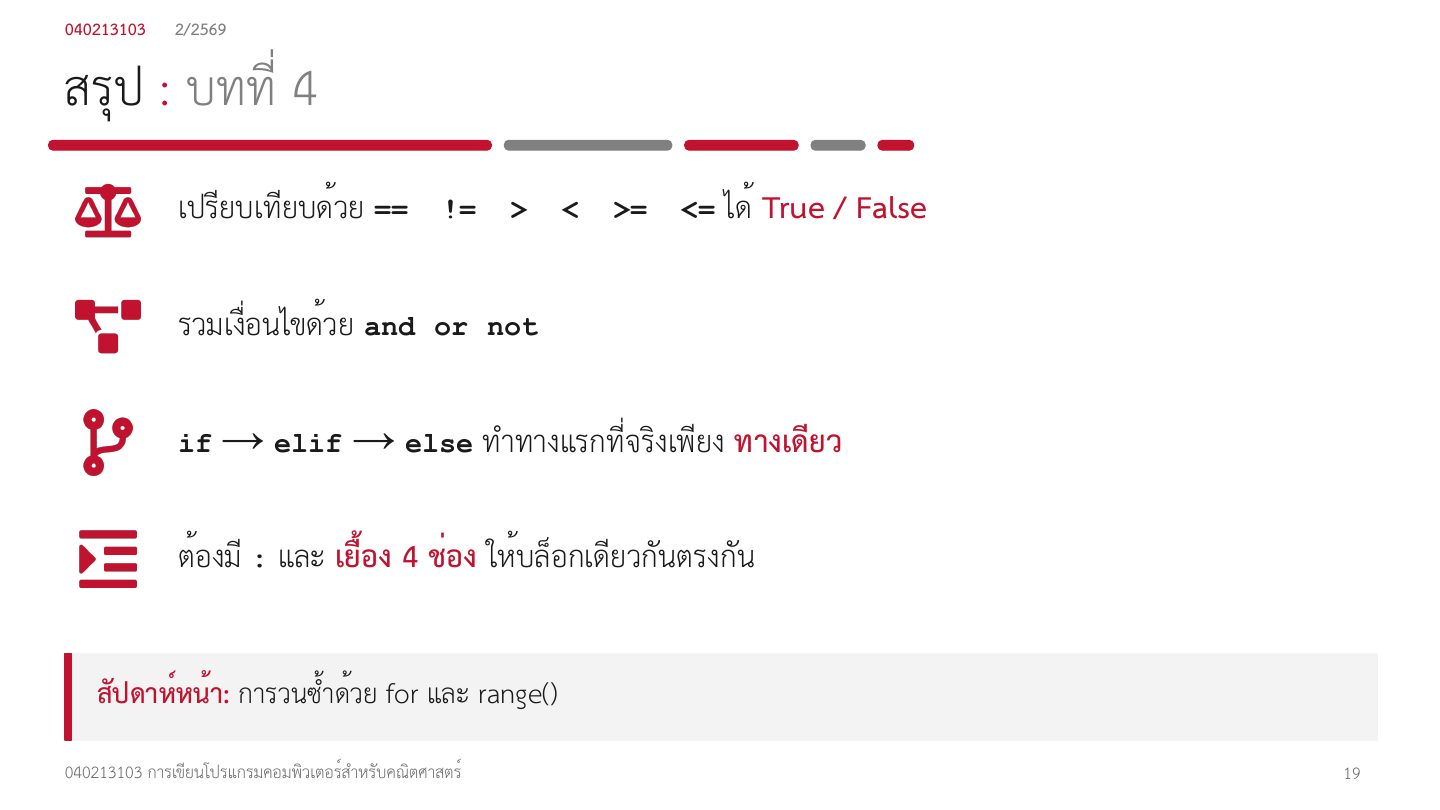 040213103 2/2569
สรุป : บทที่ 4
เปรียบเทียบด้วย == != > < >= <= ได้ True / False
รวมเงื่อนไขด้วย and or not
if → elif → else ทำทางแรกที่จริงเพียง ทางเดียว
ต้องมี : และ เยื้อง 4 ช่อง ให้บล็อกเดียวกันตรงกัน
สัปดาห์หน้า: การวนซ้ำด้วย for และ range()
040213103 การเขียนโปรแกรมคอมพิวเตอร์สำหรับคณิตศาสตร์ 19